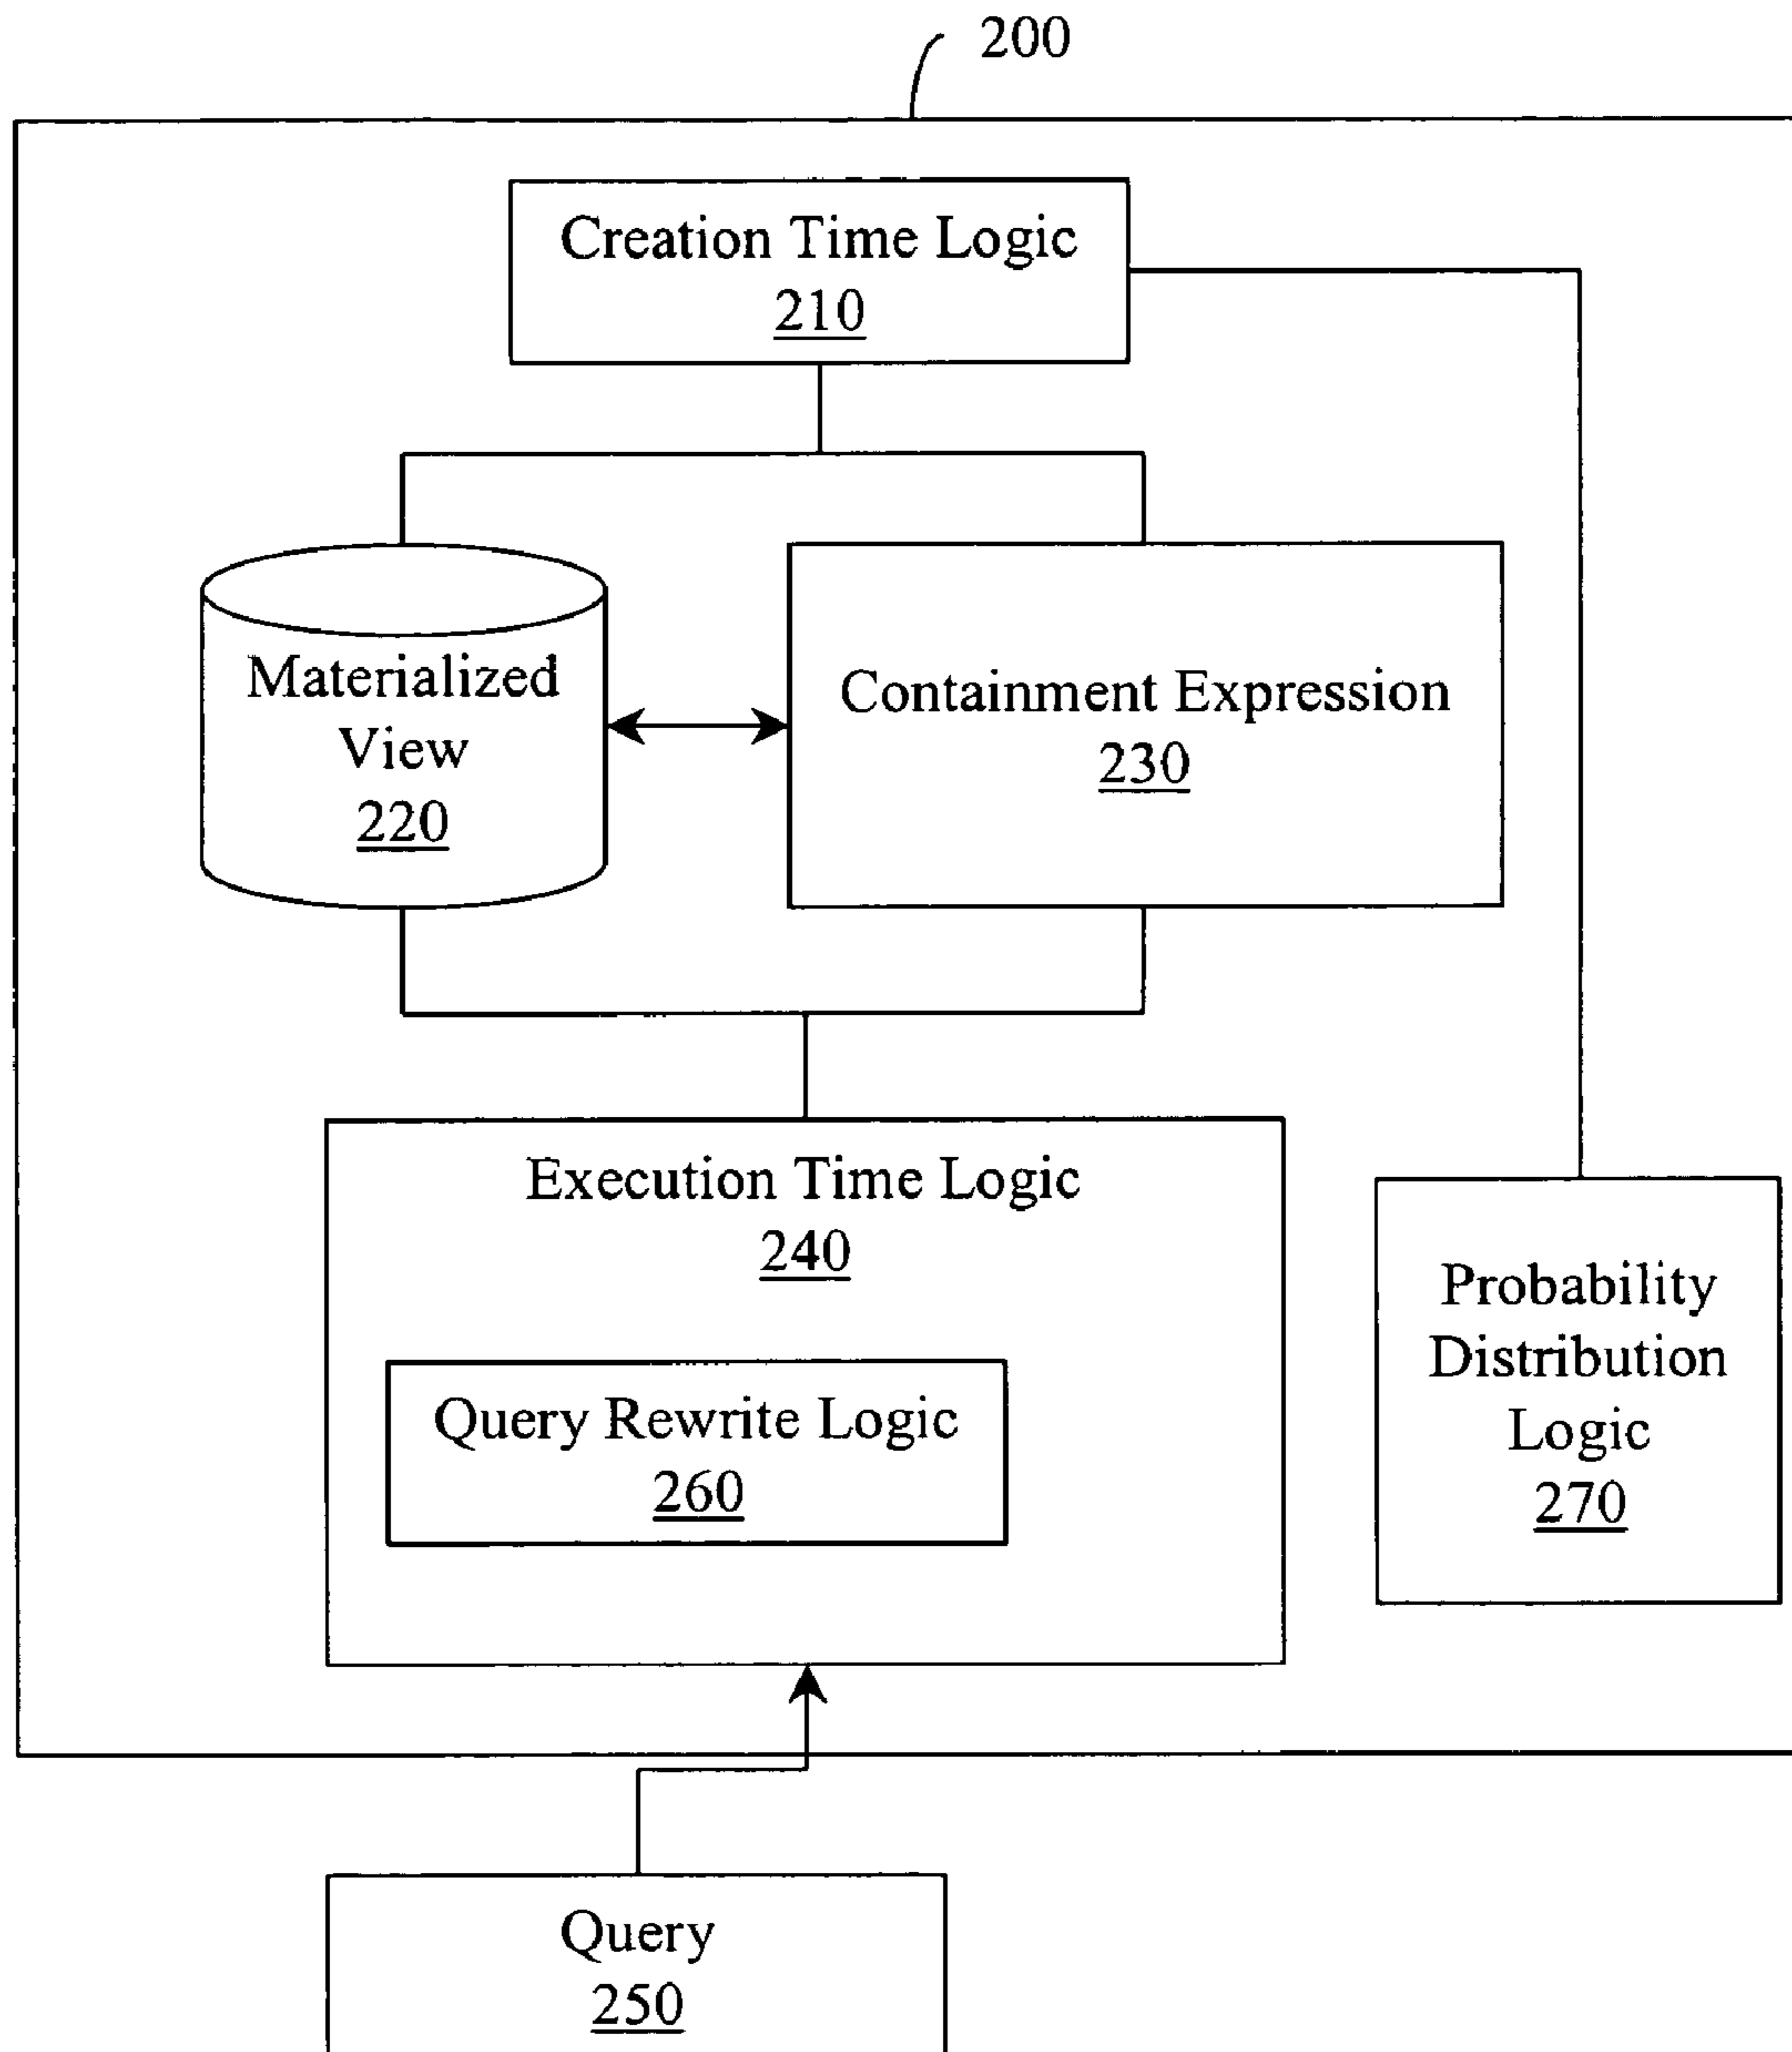 200
Creation Time Logic
210
Materialized
View
220
Containment Expression
230
Execution Time Logic
240
Query Rewrite Logic
260
Probability
Distribution
Logic
270
Query
250